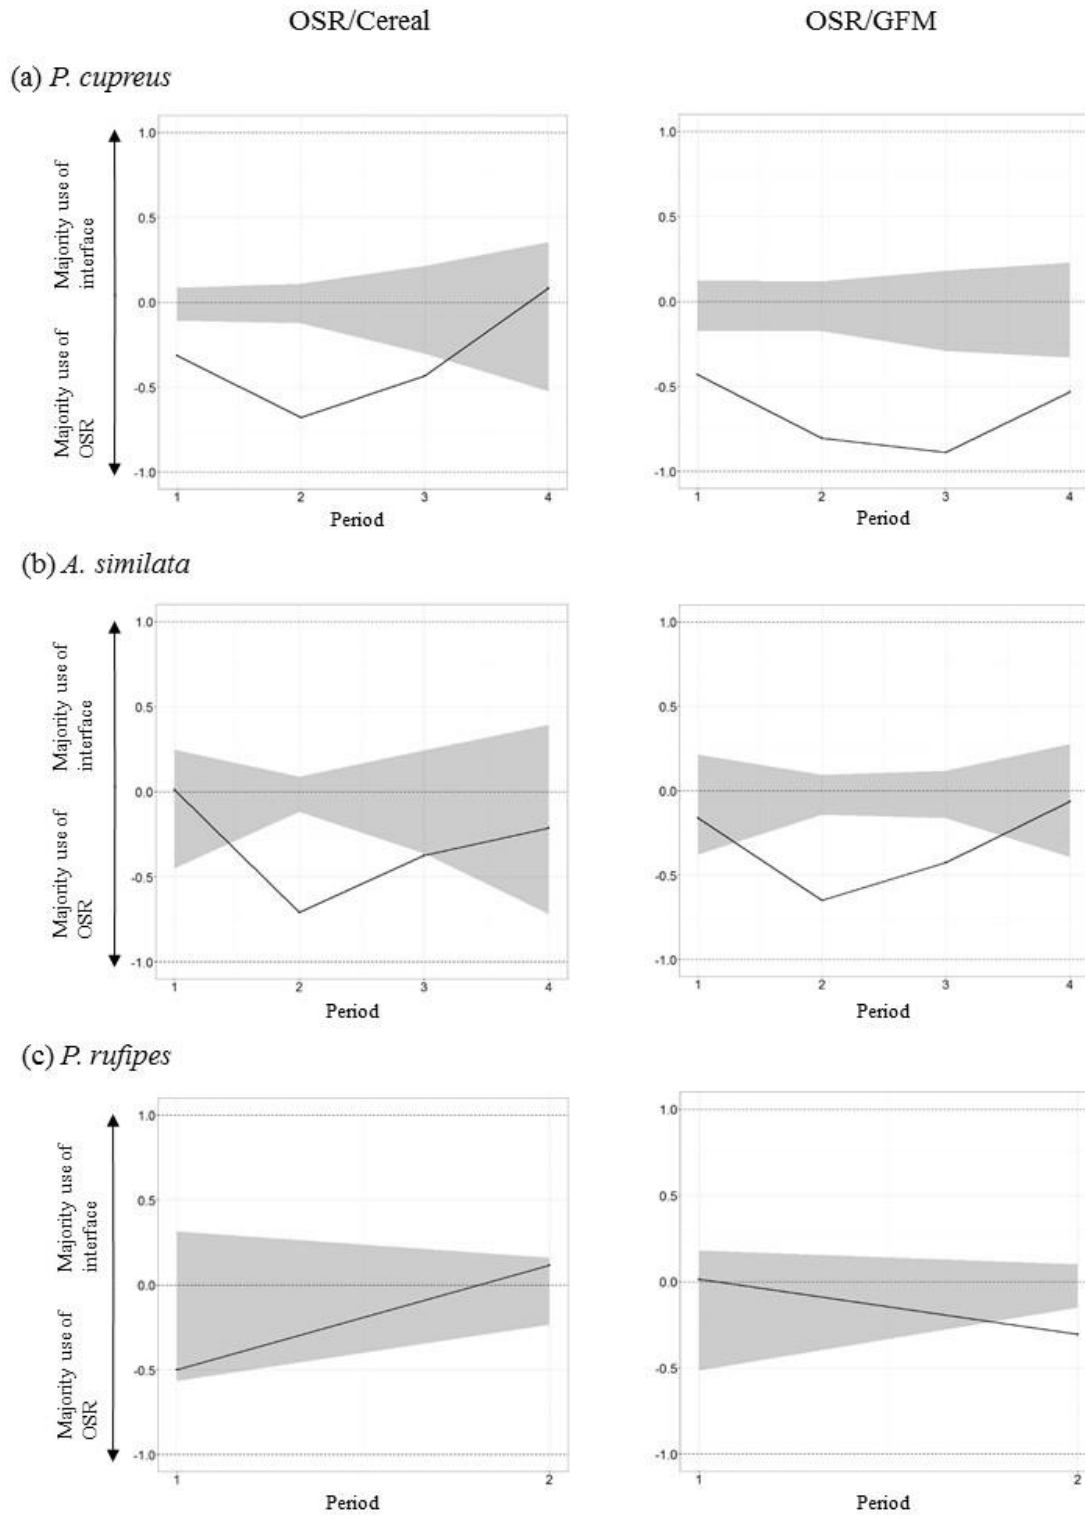 OSR/Cereal
OSR/GFM
(a) P. cupreus
Majority use of
interface
Majority use of
OSR
1.0
0.5
0.0
-0.5
-1.0
1
2
3
4
Period
1.0
0.5
0.0
-0.5
-1.0
1
2
3
4
Period
(b) A. similata
Majority use of
interface
Majority use of
OSR
1.0
0.5
0.0
-0.5
-1.0
1
2
3
4
Period
1.0
0.5
0.0
-0.5
-1.0
1
2
3
4
Period
(c) P. rufipes
Majority use of
interface
Majority use of
OSR
1.0
0.5
0.0
-0.5
-1.0
1
2
Period
1.0
0.5
0.0
-0.5
-1.0
1
2
Period